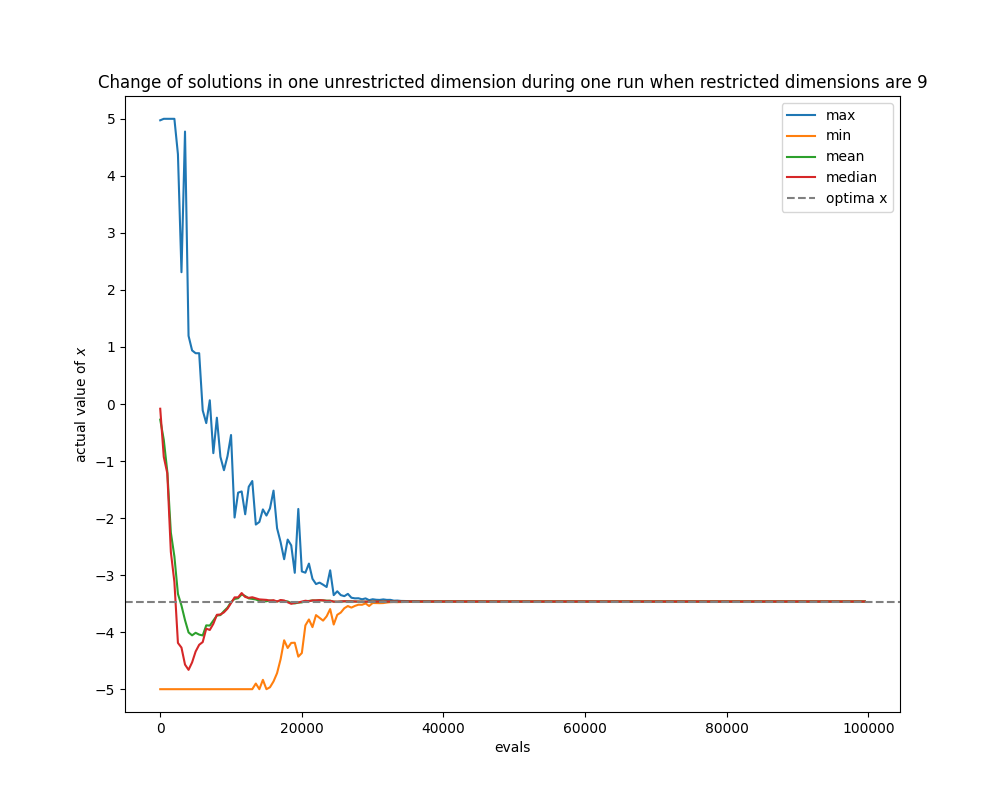 Change of solutions in one unrestricted dimension during one run when restricted dimensions are 9
max
min
mean
median
optima x
actual value of x
5
4
3
2
1
0
−1
−2
−3
−4
−5
0
20000
40000
60000
80000
100000
evals